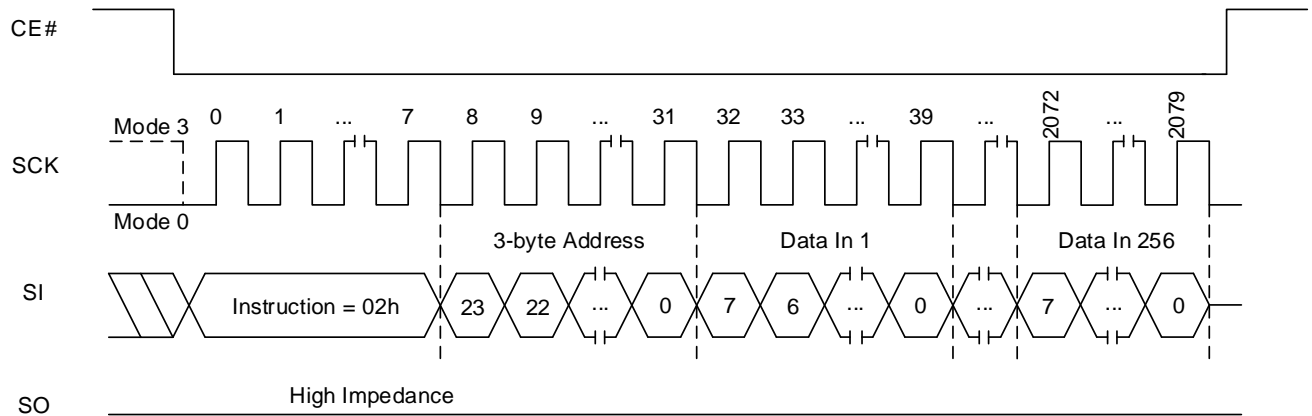 CE#
0 1 ... 7 8 9 ... 31 32 33 ... 39 ... 2072 ... 2079
Mode 3
SCK
Mode 0
3-byte Address Data In 1 Data In 256
SI
Instruction = 02h 23 22 ... 0 7 6 ... 0 ... 7 ... 0
High Impedance
SO